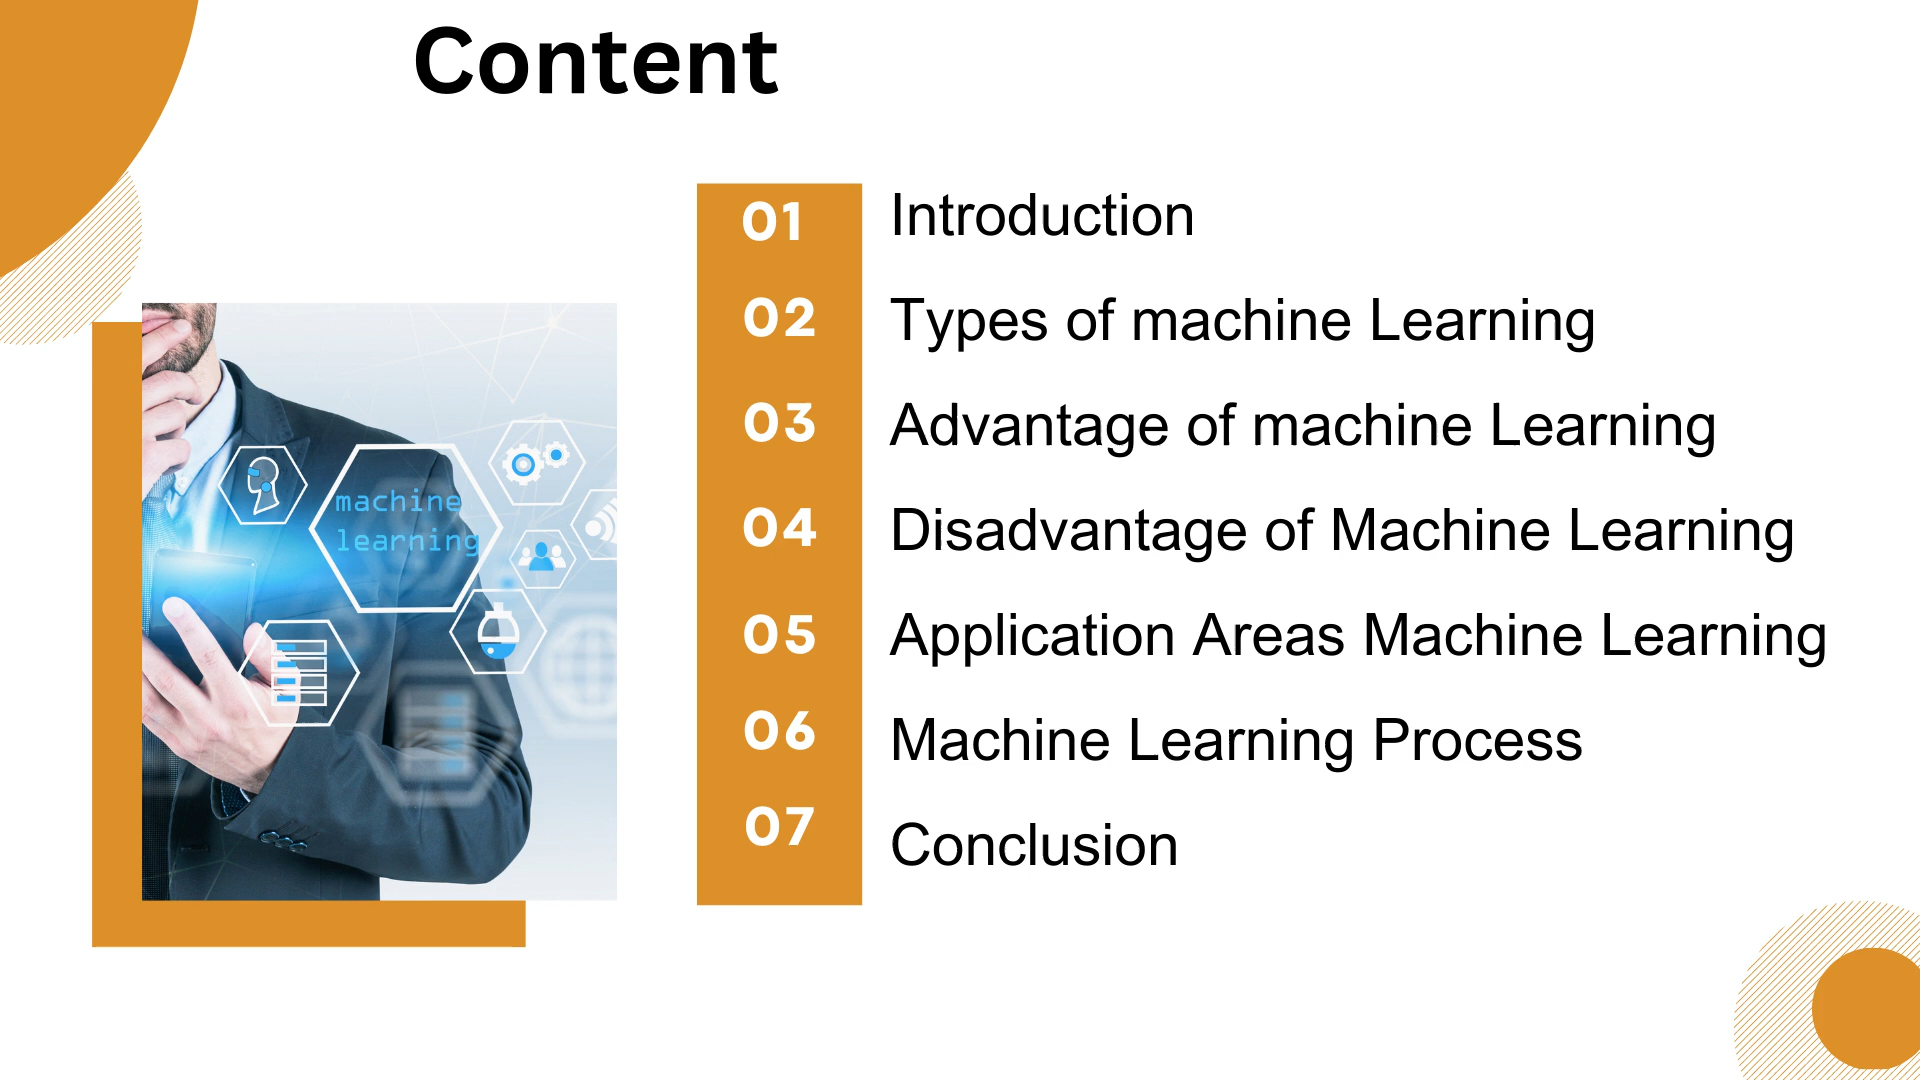 Content
01 Introduction
02 Types of machine Learning
03 Advantage of machine Learning
04 Disadvantage of Machine Learning
05 Application Areas Machine Learning
06 Machine Learning Process
07 Conclusion
machine
learning